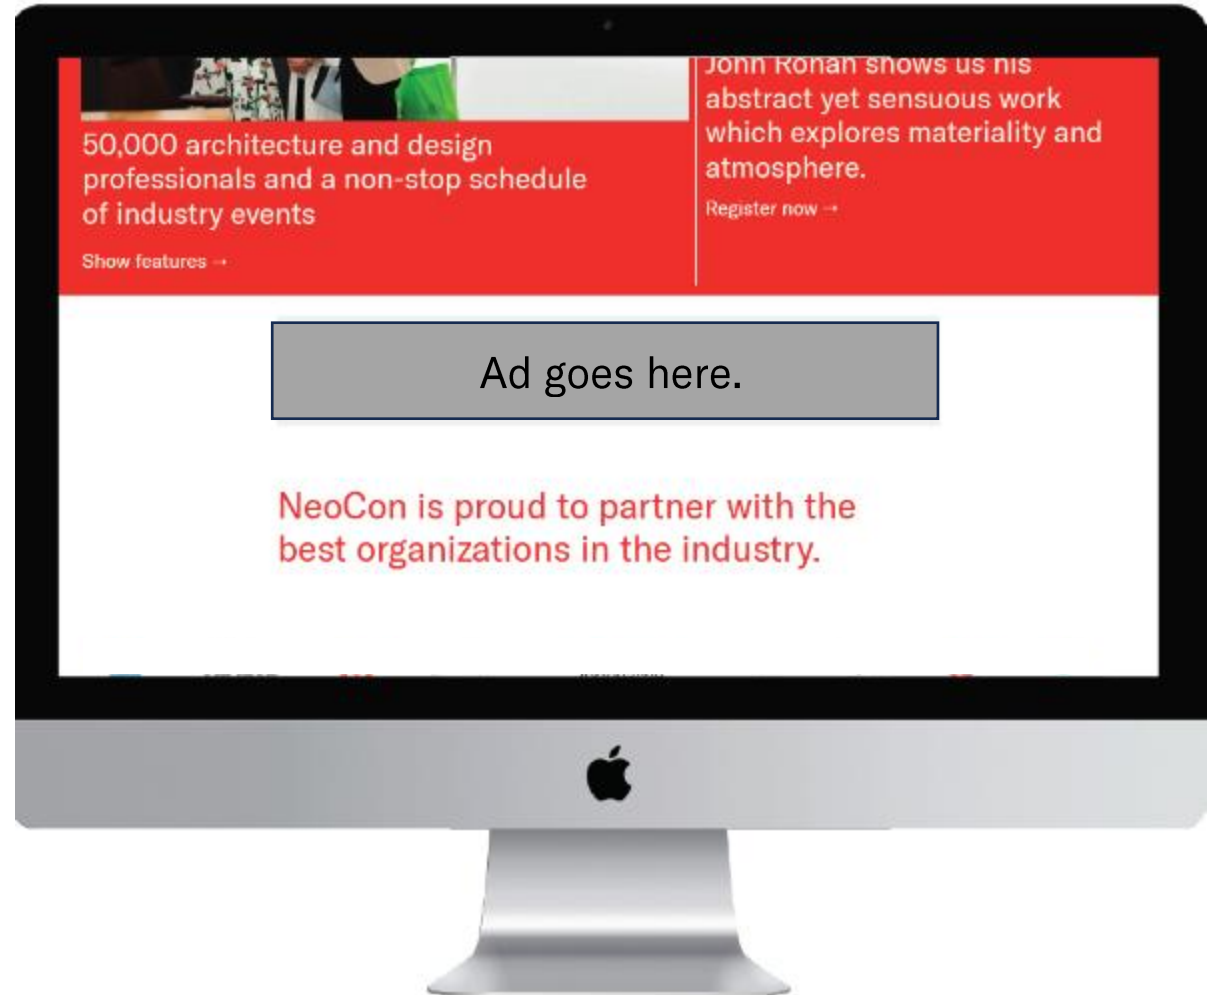 50,000 architecture and design
professionals and a non-stop schedule
of industry events
Show features →
John Ronan shows us his
abstract yet sensuous work
which explores materiality and
atmosphere.
Register now →
Ad goes here.
NeoCon is proud to partner with the
best organizations in the industry.